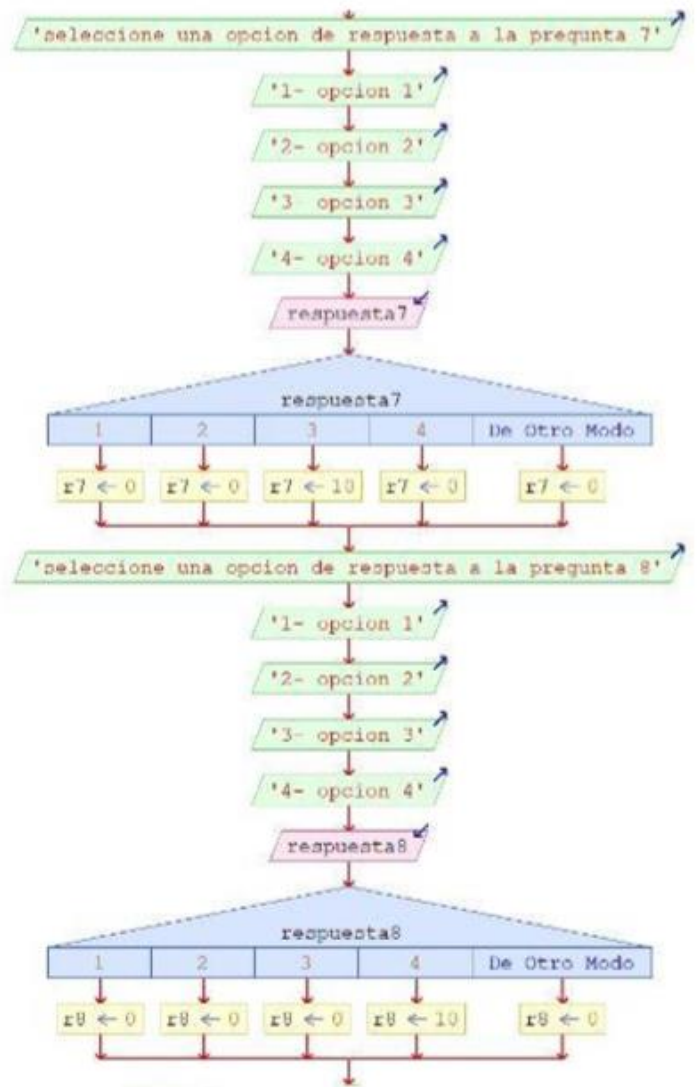 'seleccione una opcion de respuesta a la pregunta 7'
'1- opcion 1'
'2- opcion 2'
'3- opcion 3'
'4- opcion 4'
respuesta7
respuesta7
1 2 3 4 De Otro Modo
r7 ← 0 r7 ← 0 r7 ← 10 r7 ← 0 r7 ← 0
'seleccione una opcion de respuesta a la pregunta 8'
'1- opcion 1'
'2- opcion 2'
'3- opcion 3'
'4- opcion 4'
respuesta8
respuesta8
1 2 3 4 De Otro Modo
r8 ← 0 r8 ← 0 r8 ← 0 r8 ← 10 r8 ← 0